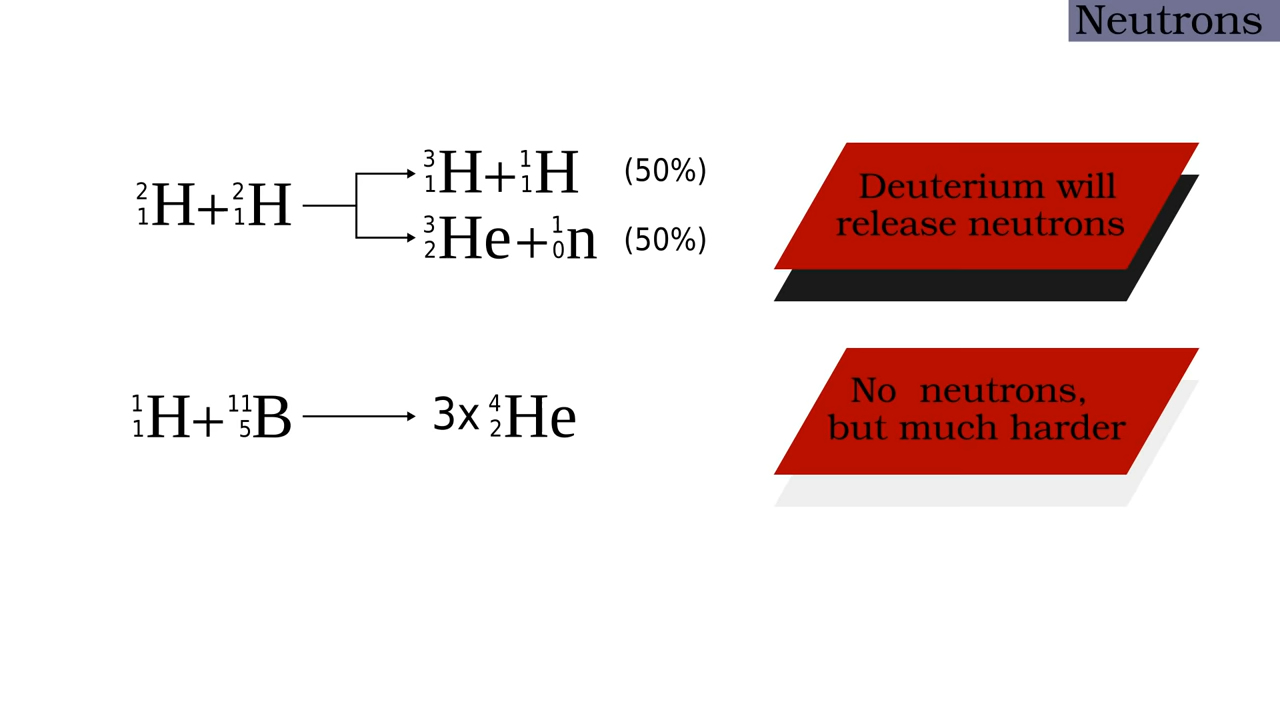 Neutrons
²₁H+²₁H → ³₁H+¹₁H (50%)
³₂He+¹₀n (50%)
Deuterium will
release neutrons
¹₁H+¹¹₅B → 3x ⁴₂He
No neutrons,
but much harder